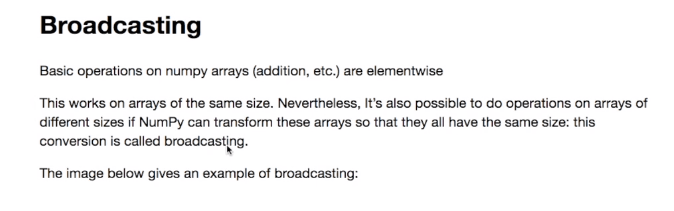 Broadcasting
Basic operations on numpy arrays (addition, etc.) are elementwise
This works on arrays of the same size. Nevertheless, It's also possible to do operations on arrays of
different sizes if NumPy can transform these arrays so that they all have the same size: this
conversion is called broadcasting.
The image below gives an example of broadcasting: